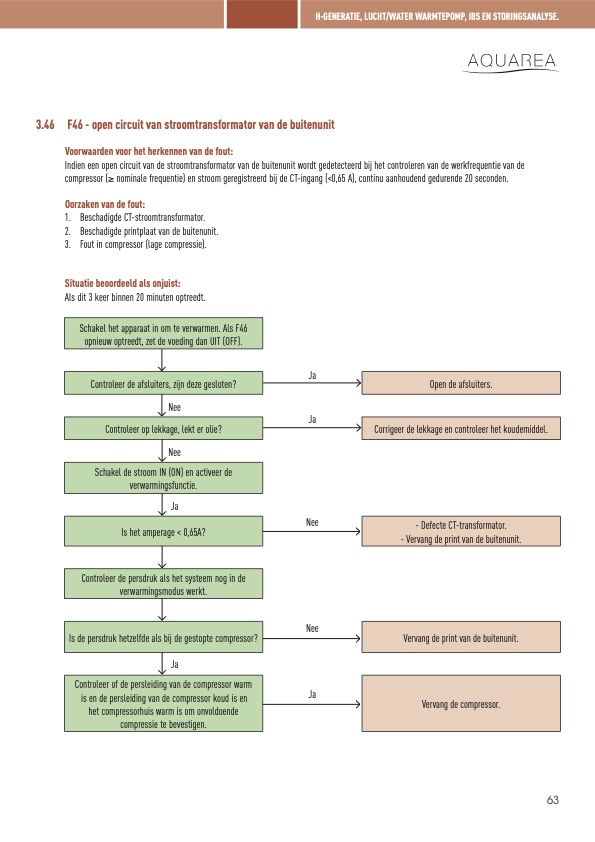 H-GENERATIE, LUCHT/WATER WARMTEPOMP, IBS EN STORINGSANALYSE.
AQUAREA
3.46 F46 - open circuit van stroomtransformator van de buitenunit
Voorwaarden voor het herkennen van de fout:
Indien een open circuit van de stroomtransformator van de buitenunit wordt gedetecteerd bij het controleren van de werkfrequentie van de
compressor (≥ nominale frequentie) en stroom geregistreerd bij de CT-ingang (<0,65 A), continu aanhoudend gedurende 20 seconden.
Oorzaken van de fout:
1. Beschadigde CT-stroomtransformator.
2. Beschadigde printplaat van de buitenunit.
3. Fout in compressor (lage compressie).
Situatie beoordeeld als onjuist:
Als dit 3 keer binnen 20 minuten optreedt.
Schakel het apparaat in om te verwarmen. Als F46
opnieuw optreedt, zet de voeding dan UIT (OFF).
Controleer de afsluiters, zijn deze gesloten?
Ja
Open de afsluiters.
Nee
Controleer op lekkage, lekt er olie?
Ja
Corrigeer de lekkage en controleer het koudemiddel.
Nee
Schakel de stroom IN (ON) en activeer de
verwarmingsfunctie.
Ja
Is het amperage < 0,65A?
Nee
- Defecte CT-transformator.
- Vervang de print van de buitenunit.
Controleer de persdruk als het systeem nog in de
verwarmingsmodus werkt.
Is de persdruk hetzelfde als bij de gestopte compressor?
Nee
Vervang de print van de buitenunit.
Ja
Controleer of de persleiding van de compressor warm
is en de persleiding van de compressor koud is en
het compressorhuis warm is om onvoldoende
compressie te bevestigen.
Ja
Vervang de compressor.
63